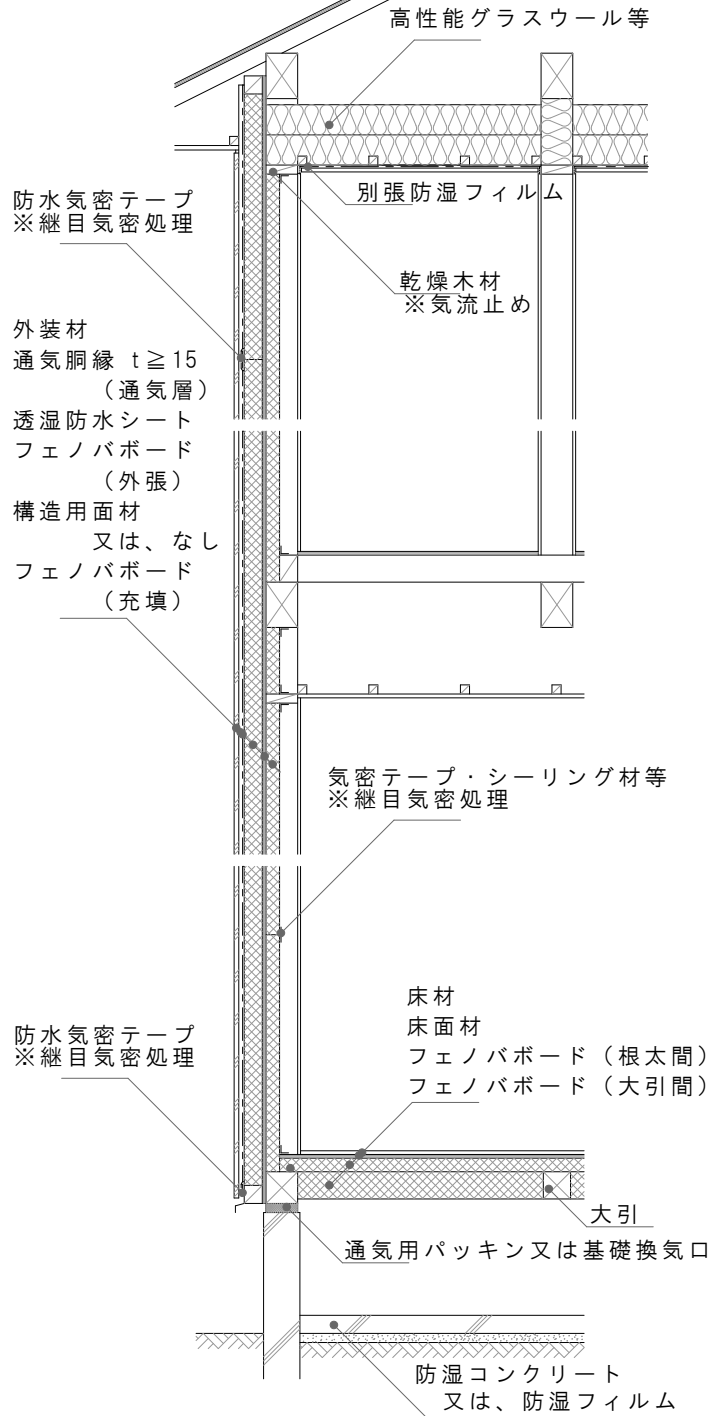 高性能グラスウール等
別張防湿フィルム
防水気密テープ
※継目気密処理
乾燥木材
※気流止め
外装材
通気胴縁 t≧15
（通気層）
透湿防水シート
フェノバボード
（外張）
構造用面材
又は、なし
フェノバボード
（充填）
気密テープ・シーリング材等
※継目気密処理
床材
床面材
フェノバボード（根太間）
フェノバボード（大引間）
防水気密テープ
※継目気密処理
大引
通気用パッキン又は基礎換気口
防湿コンクリート
又は、防湿フィルム